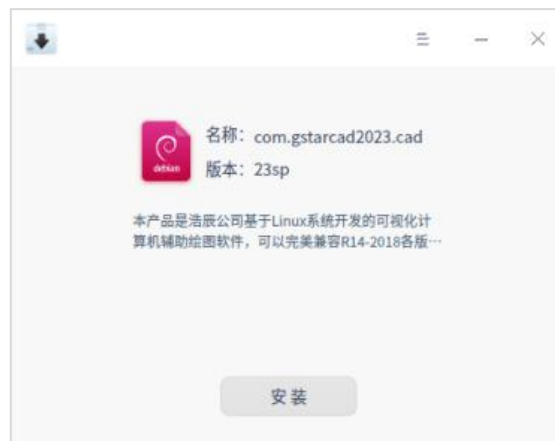 debian
名称：com.gstarcad2023.cad
版本：23sp
本产品是浩辰公司基于Linux系统开发的可视化计
算机辅助绘图软件，可以完美兼容R14-2018各版…
安装